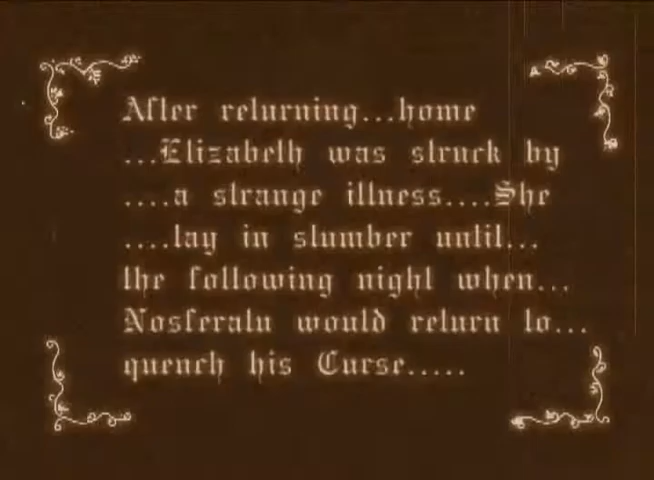 After returning...home
...Elizabeth was struck by
....a strange illness....She
....lay in slumber until...
the following night when...
Nosferatu would return to...
quench his Curse.....